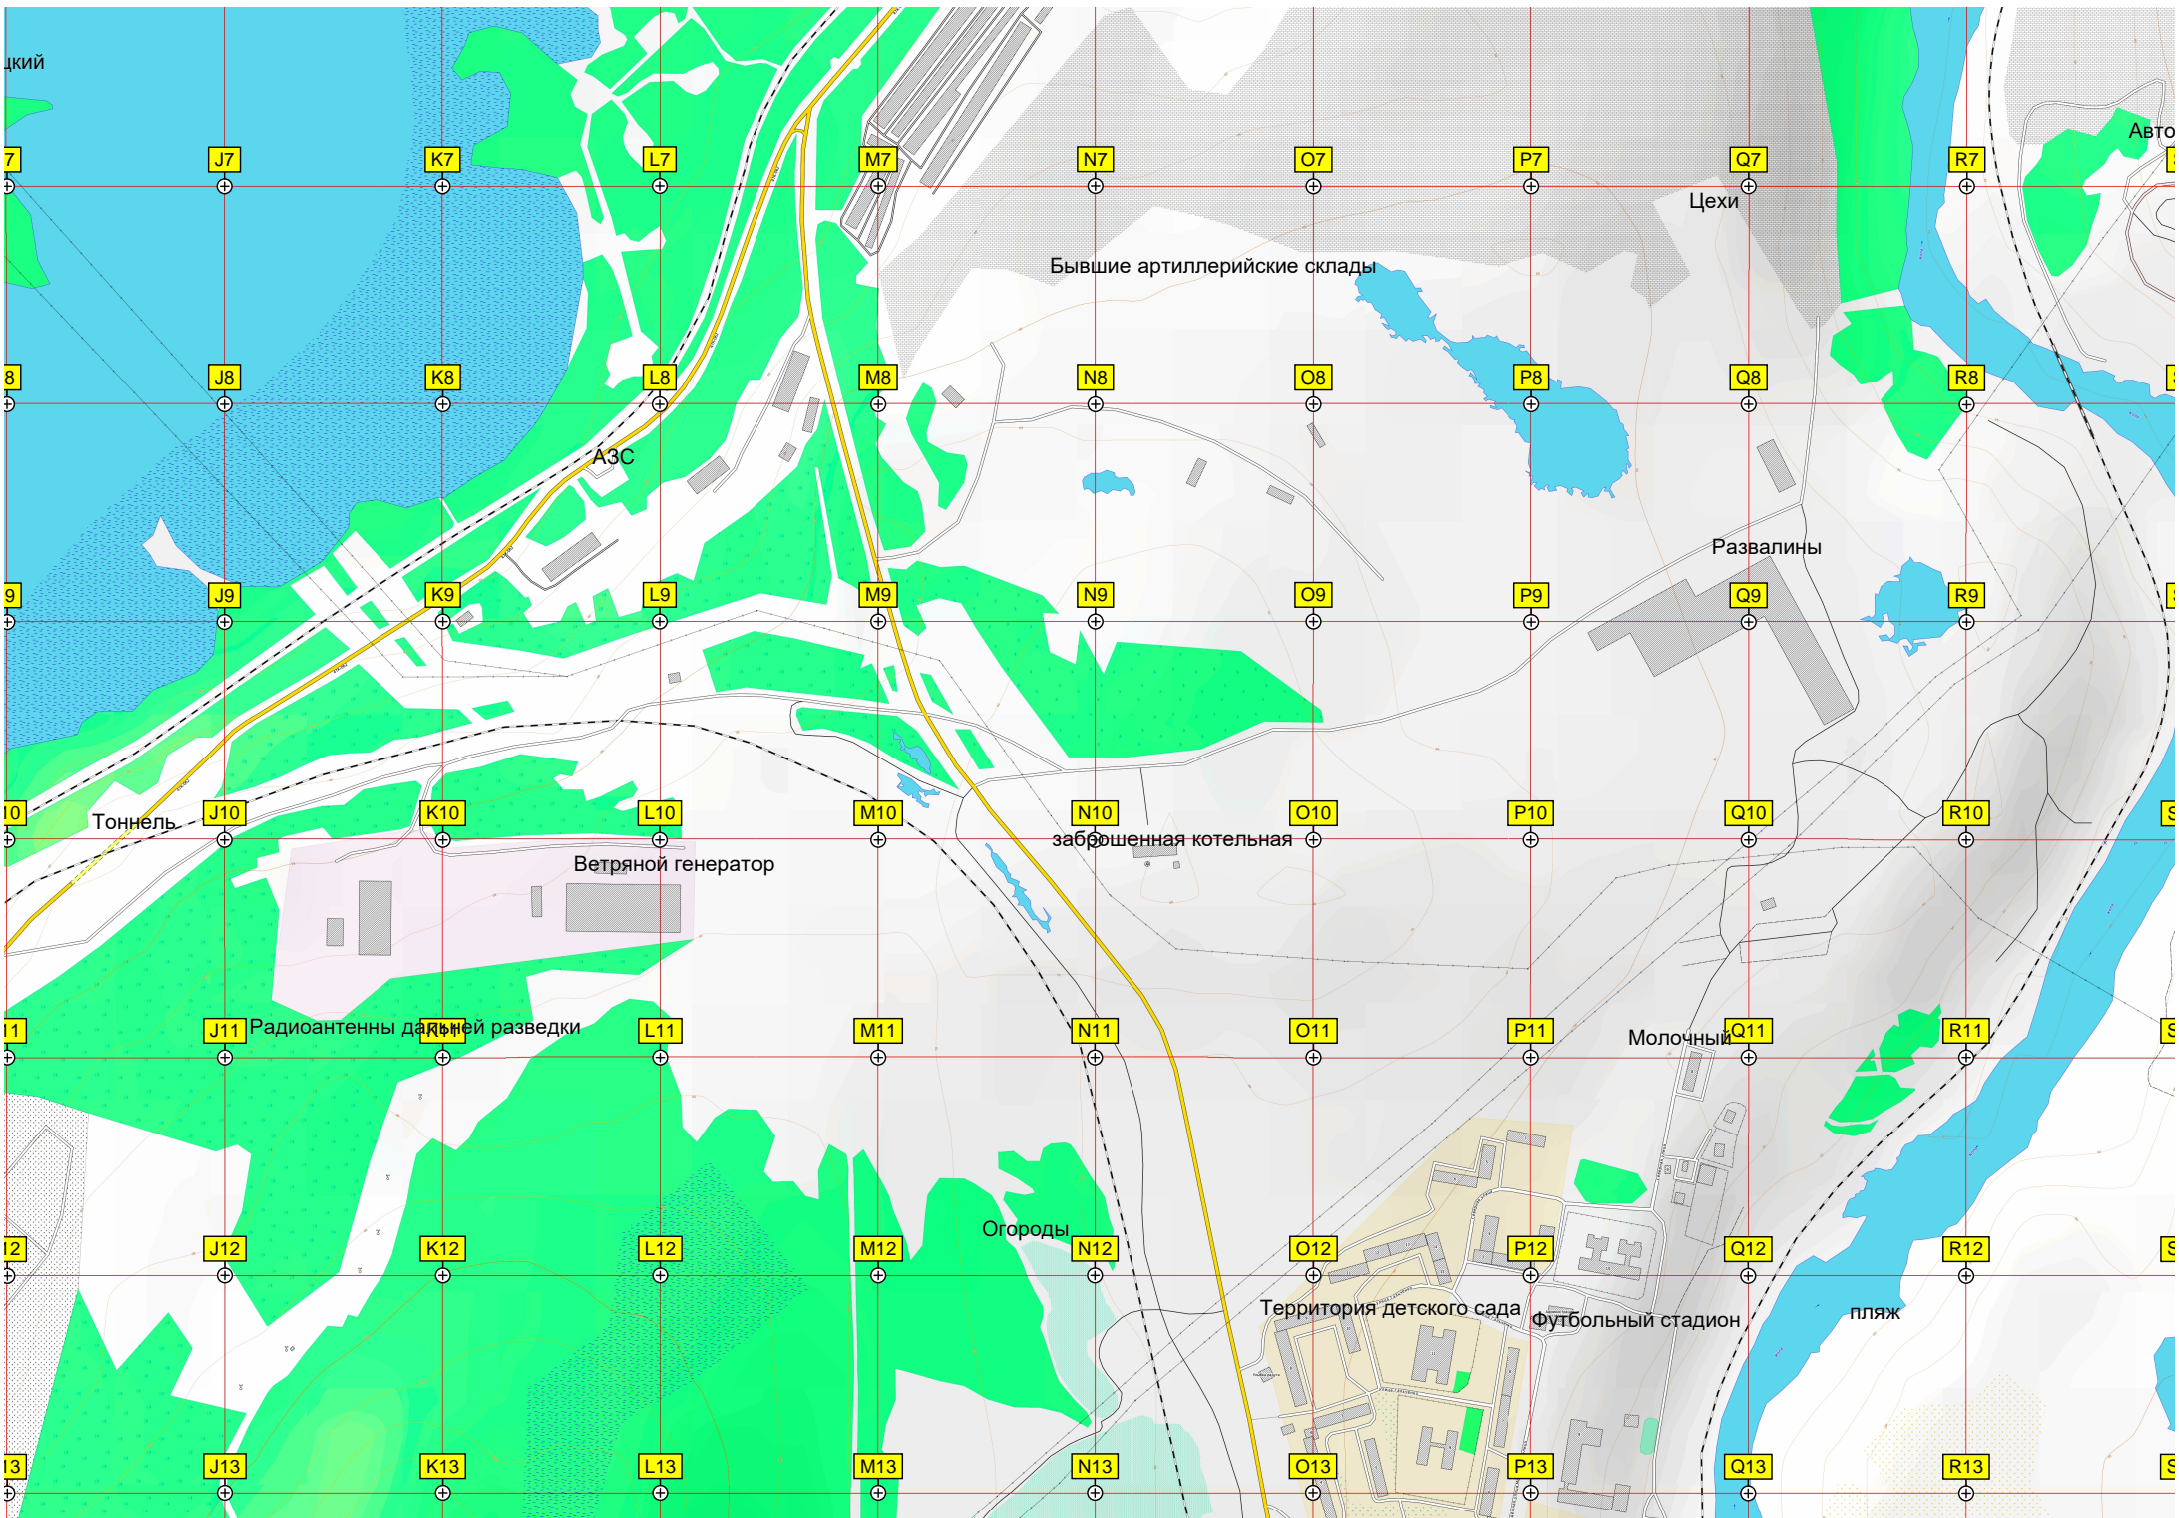 цкий
Авто
7
J7
K7
L7
M7
N7
O7
P7
Q7
R7
Цехи
Бывшие артиллерийские склады
8
J8
K8
L8
M8
N8
O8
P8
Q8
R8
АЗС
Развалины
9
J9
K9
L9
M9
N9
O9
P9
Q9
R9
10
J10
K10
L10
M10
N10
O10
P10
Q10
R10
S
Тоннель
заброшенная котельная
Ветряной генератор
11
J11
Радиоантенны дальней разведки
K11
L11
M11
N11
O11
P11
Молочный
Q11
R11
S
Огороды
12
J12
K12
L12
M12
N12
O12
P12
Q12
R12
S
Территория детского сада
Футбольный стадион
пляж
13
J13
K13
L13
M13
N13
O13
P13
Q13
R13
S